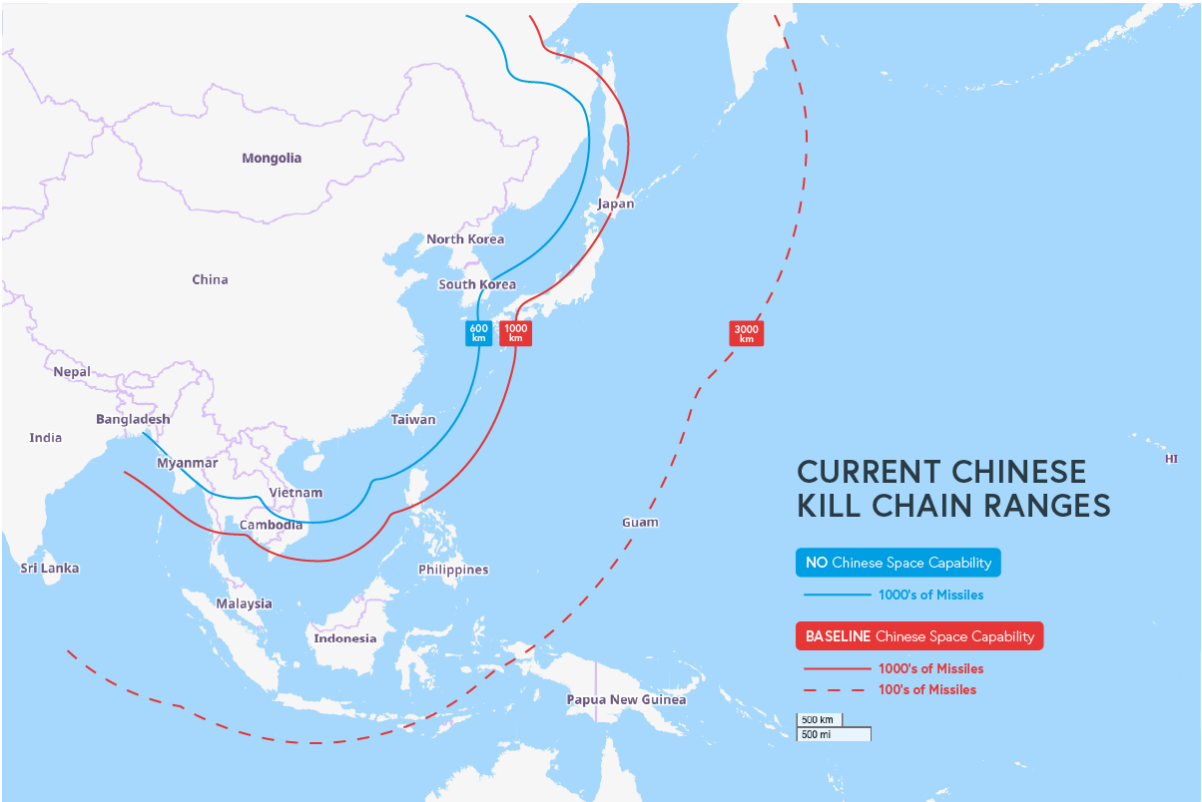 Mongolia
Japan
North Korea
China
South Korea
600
km
1000
km
3000
km
Nepal
Bangladesh
Taiwan
India
HI
Myanmar
CURRENT CHINESE
KILL CHAIN RANGES
Vietnam
Cambodia
Guam
NO Chinese Space Capability
Sri Lanka
Philippines
1000's of Missiles
Malaysia
Indonesia
BASELINE Chinese Space Capability
1000's of Missiles
100's of Missiles
Papua New Guinea
500 km
500 mi